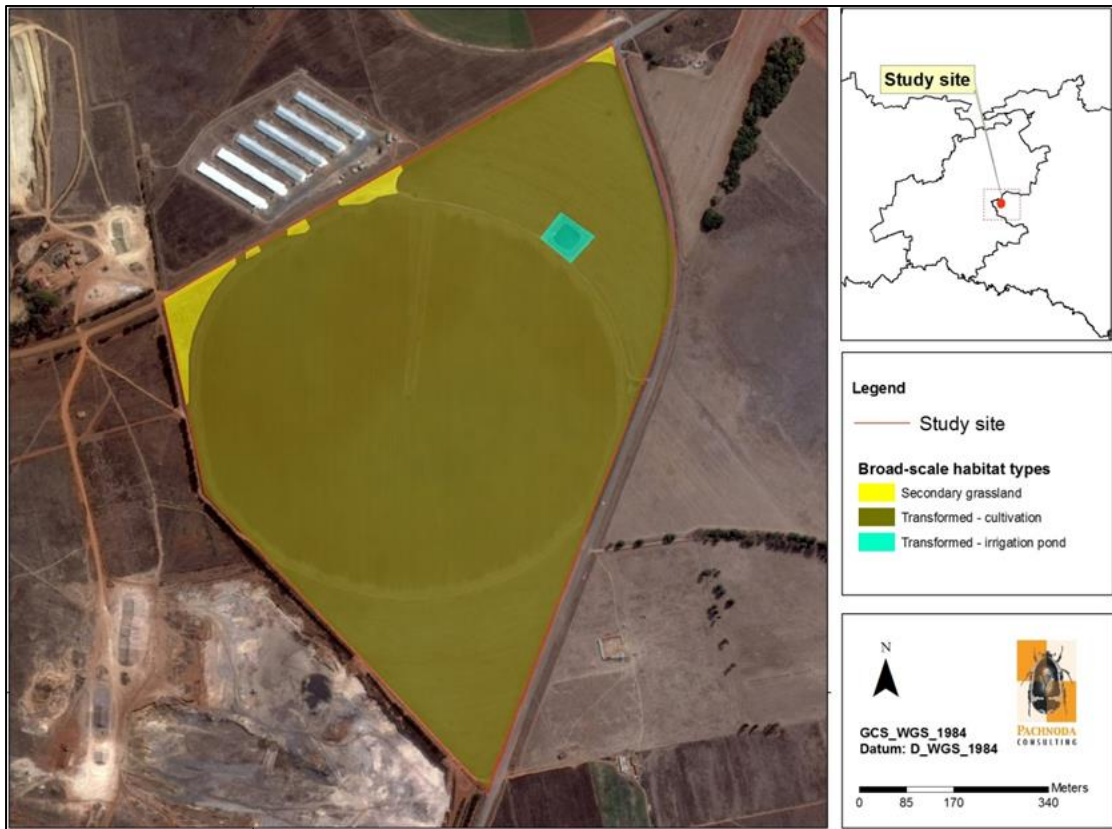 Study site
Legend
Study site
Broad-scale habitat types
Secondary grassland
Transformed - cultivation
Transformed - irrigation pond
N
GCS_WGS_1984
Datum: D_WGS_1984
PACHNODA
CONSULTING
Meters
0 85 170 340